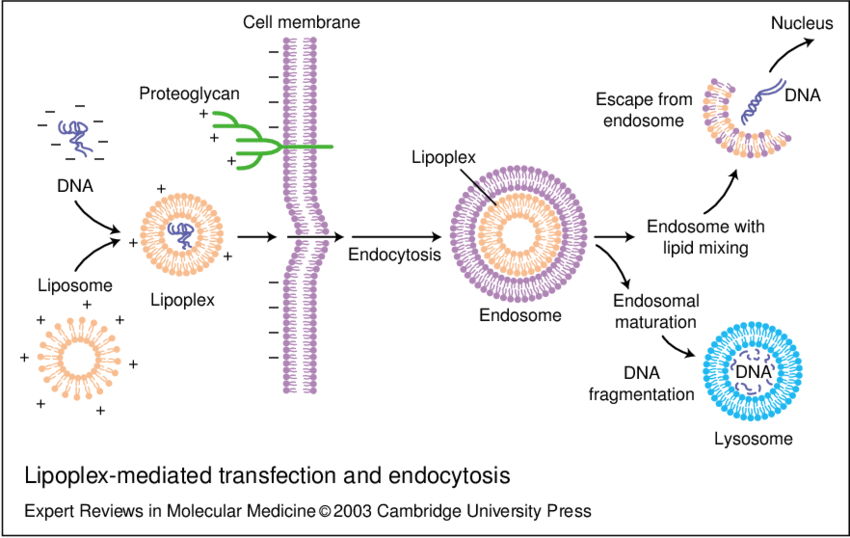 Cell membrane
Nucleus
Proteoglycan
DNA
Escape from
endosome
DNA
Lipoplex
Liposome
Lipoplex
Endocytosis
Endosome
Endosome with
lipid mixing
Endosomal
maturation
DNA
fragmentation
DNA
Lysosome
Lipoplex-mediated transfection and endocytosis
Expert Reviews in Molecular Medicine © 2003 Cambridge University Press